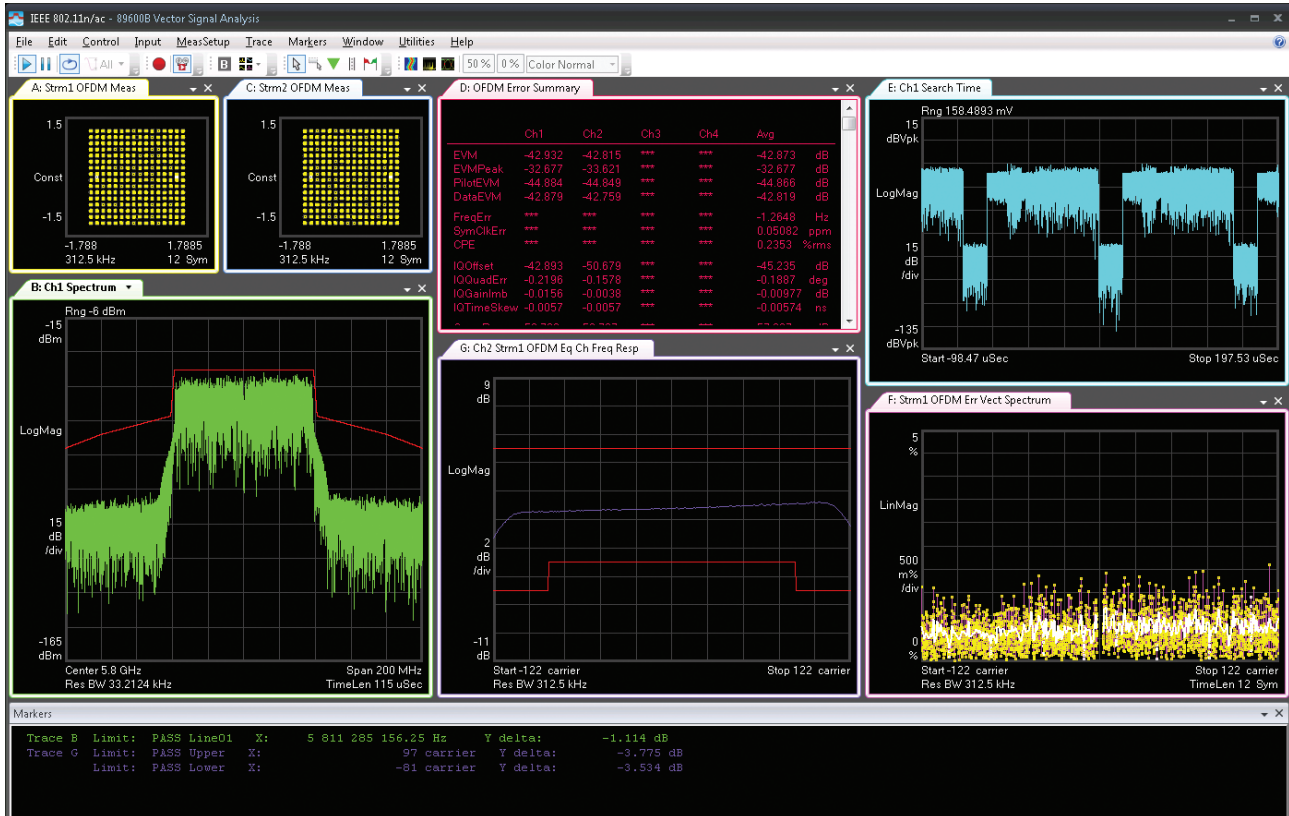 IEEE 802.11n/ac - 89600B Vector Signal Analysis
File Edit Control Input MeasSetup Trace Markers Window Utilities Help
All B 50 % 0 % Color Normal
A: Strm1 OFDM Meas
1.5
Const
-1.5
-1.788 1.7885
312.5 kHz 12 Sym
C: Strm2 OFDM Meas
1.5
Const
-1.5
-1.788 1.7885
312.5 kHz 12 Sym
D: OFDM Error Summary
Ch1 Ch2 Ch3 Ch4 Avg
EVM -42.932 -42.815 *** *** -42.873 dB
EVMPeak -32.677 -33.621 *** *** -32.677 dB
PilotEVM -44.884 -44.849 *** *** -44.866 dB
DataEVM -42.879 -42.759 *** *** -42.819 dB
FreqErr *** *** *** *** -1.2648 Hz
SymClkErr *** *** *** *** 0.05082 ppm
CPE *** *** *** *** 0.2353 %rms
IQOffset -42.893 -50.679 *** *** -45.235 dB
IQQuadErr -0.2196 -0.1578 *** *** -0.1887 deg
IQGainImb -0.0156 -0.0038 *** *** -0.00977 dB
IQTimeSkew -0.0057 -0.0057 *** *** -0.00574 ns
E: Ch1 Search Time
Rng 158.4893 mV
15
dBVpk
LogMag
15
dB
/div
-135
dBVpk
Start -98.47 uSec Stop 197.53 uSec
B: Ch1 Spectrum
Rng -6 dBm
-15
dBm
LogMag
15
dB
/div
-165
dBm
Center 5.8 GHz Span 200 MHz
Res BW 33.2124 kHz TimeLen 115 uSec
G: Ch2 Strm1 OFDM Eq Ch Freq Resp
9
dB
LogMag
2
dB
/div
-11
dB
Start -122 carrier Stop 122 carrier
Res BW 312.5 kHz
F: Strm1 OFDM Err Vect Spectrum
5
%
LinMag
500
m%
/div
0
%
Start -122 carrier Stop 122 carrier
Res BW 312.5 kHz TimeLen 12 Sym
Markers
Trace B Limit: PASS Line01 X: 5 811 285 156.25 Hz Y delta: -1.114 dB
Trace G Limit: PASS Upper X: 97 carrier Y delta: -3.775 dB
Limit: PASS Lower X: -81 carrier Y delta: -3.534 dB